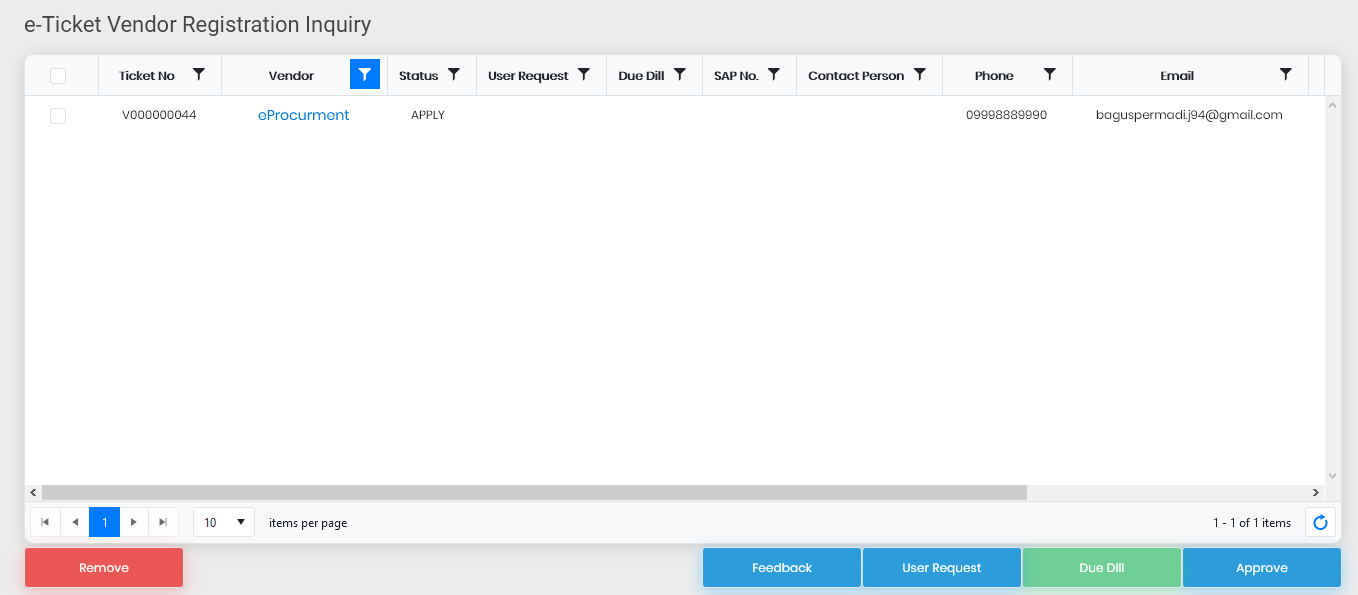 e-Ticket Vendor Registration Inquiry
Ticket No Vendor Status User Request Due Dill SAP No. Contact Person Phone Email
V000000044 eProcurment APPLY 09998889990 baguspermadi.j94@gmail.com
1 10 items per page 1 - 1 of 1 items
Remove Feedback User Request Due Dill Approve